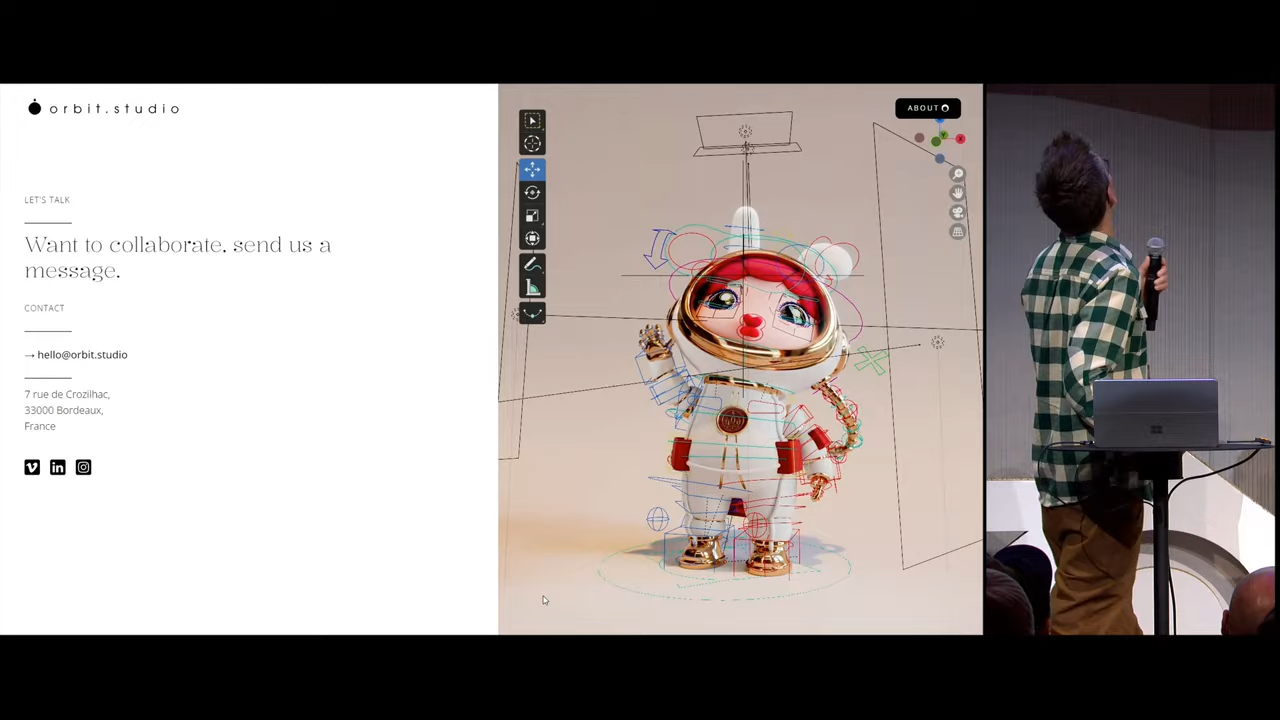 orbit.studio
ABOUT
LET'S TALK
Want to collaborate, send us a
message.
CONTACT
→ hello@orbit.studio
7 rue de Crozilhac,
33000 Bordeaux,
France